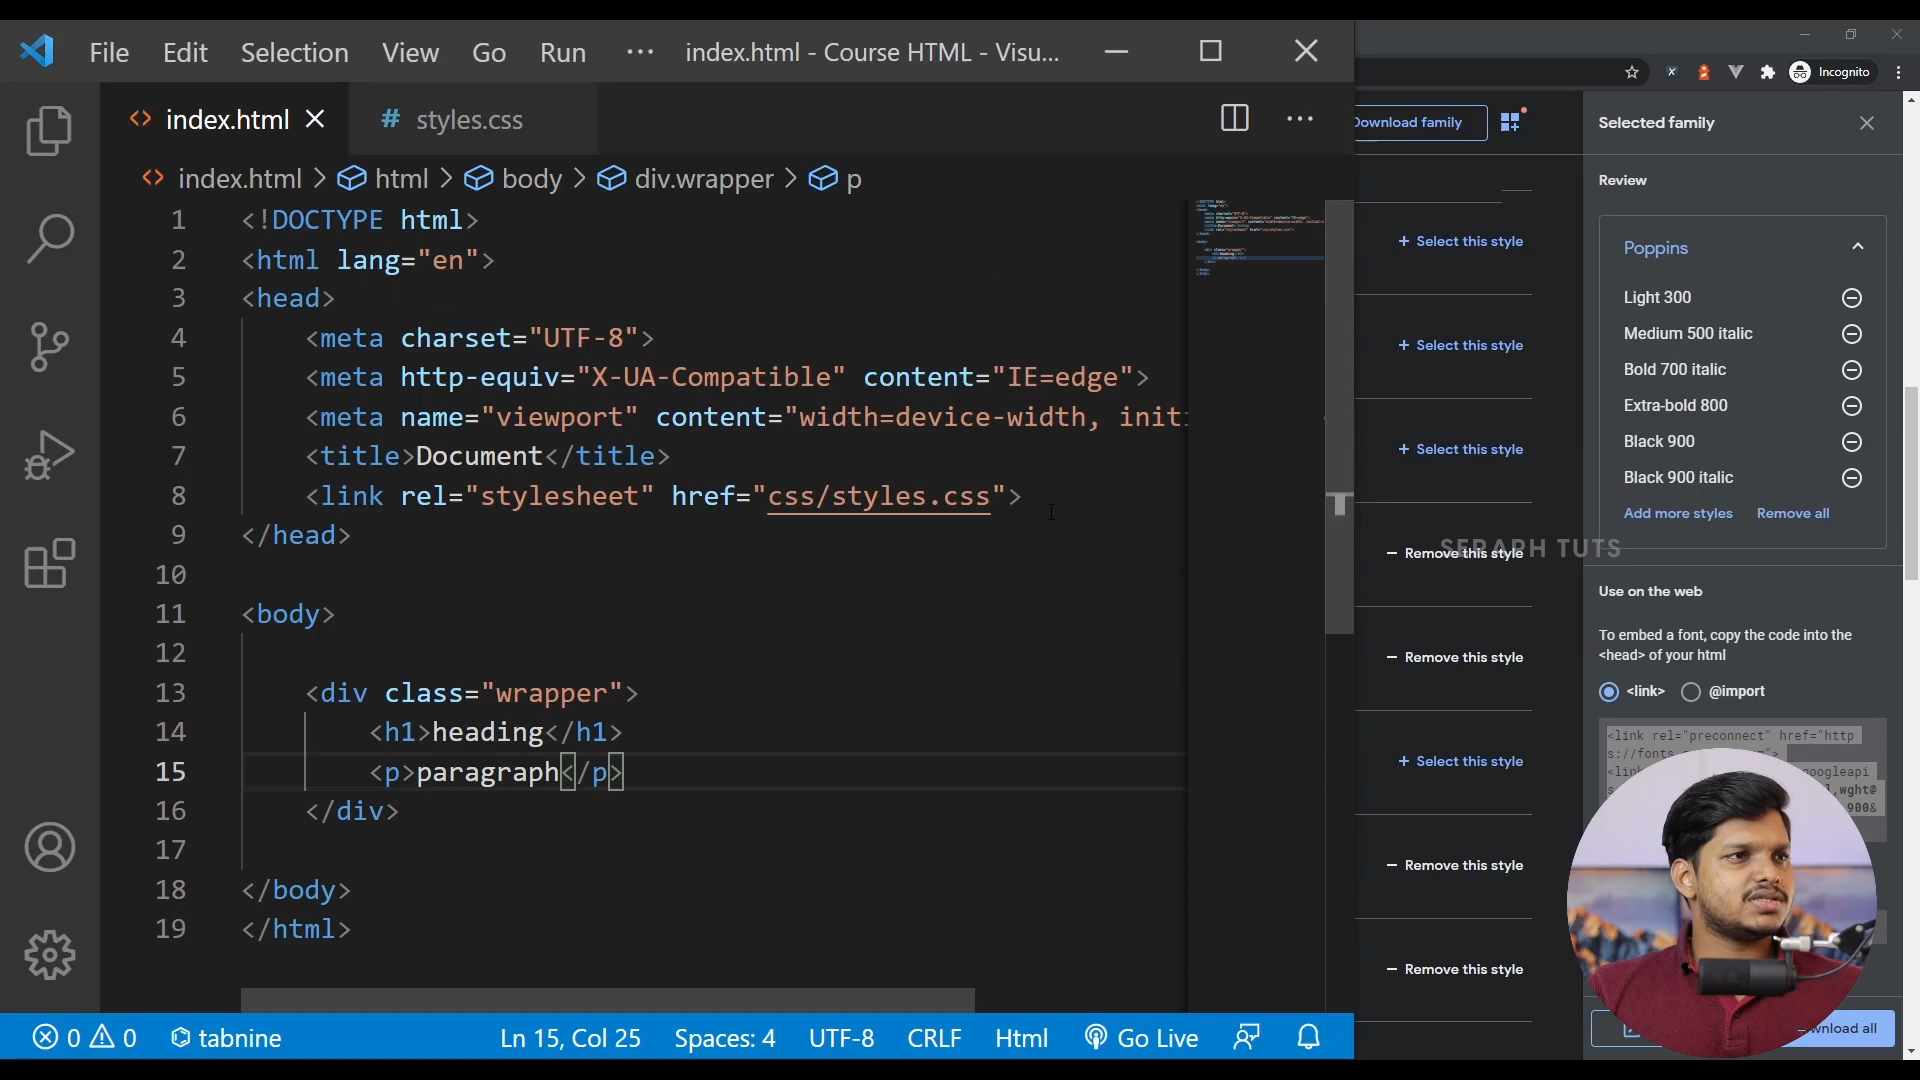 File Edit Selection View Go Run ··· index.html - Course HTML - Visu...
index.html
# styles.css
index.html > html > body > div.wrapper > p
1 <!DOCTYPE html>
2 <html lang="en">
3 <head>
4 <meta charset="UTF-8">
5 <meta http-equiv="X-UA-Compatible" content="IE=edge">
6 <meta name="viewport" content="width=device-width, initi
7 <title>Document</title>
8 <link rel="stylesheet" href="css/styles.css">
9 </head>
10
11 <body>
12
13 <div class="wrapper">
14 <h1>heading</h1>
15 <p>paragraph</p>
16 </div>
17
18 </body>
19 </html>
0 0 tabnine Ln 15, Col 25 Spaces: 4 UTF-8 CRLF Html Go Live
Incognito
Download family
+ Select this style
+ Select this style
+ Select this style
− Remove this style
− Remove this style
+ Select this style
− Remove this style
− Remove this style
SERAPH TUTS
Selected family
Review
Poppins
Light 300
Medium 500 italic
Bold 700 italic
Extra-bold 800
Black 900
Black 900 italic
Add more styles Remove all
Use on the web
To embed a font, copy the code into the
<head> of your html
<link> @import
<link rel="preconnect" href="http
s://fonts.
<lin googleapi
,wght@
900&
all